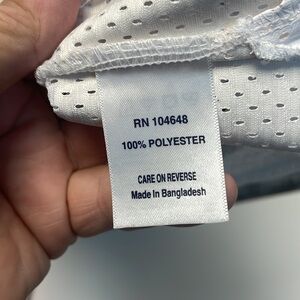 RN 104648
100% POLYESTER
CARE ON REVERSE
Made In Bangladesh